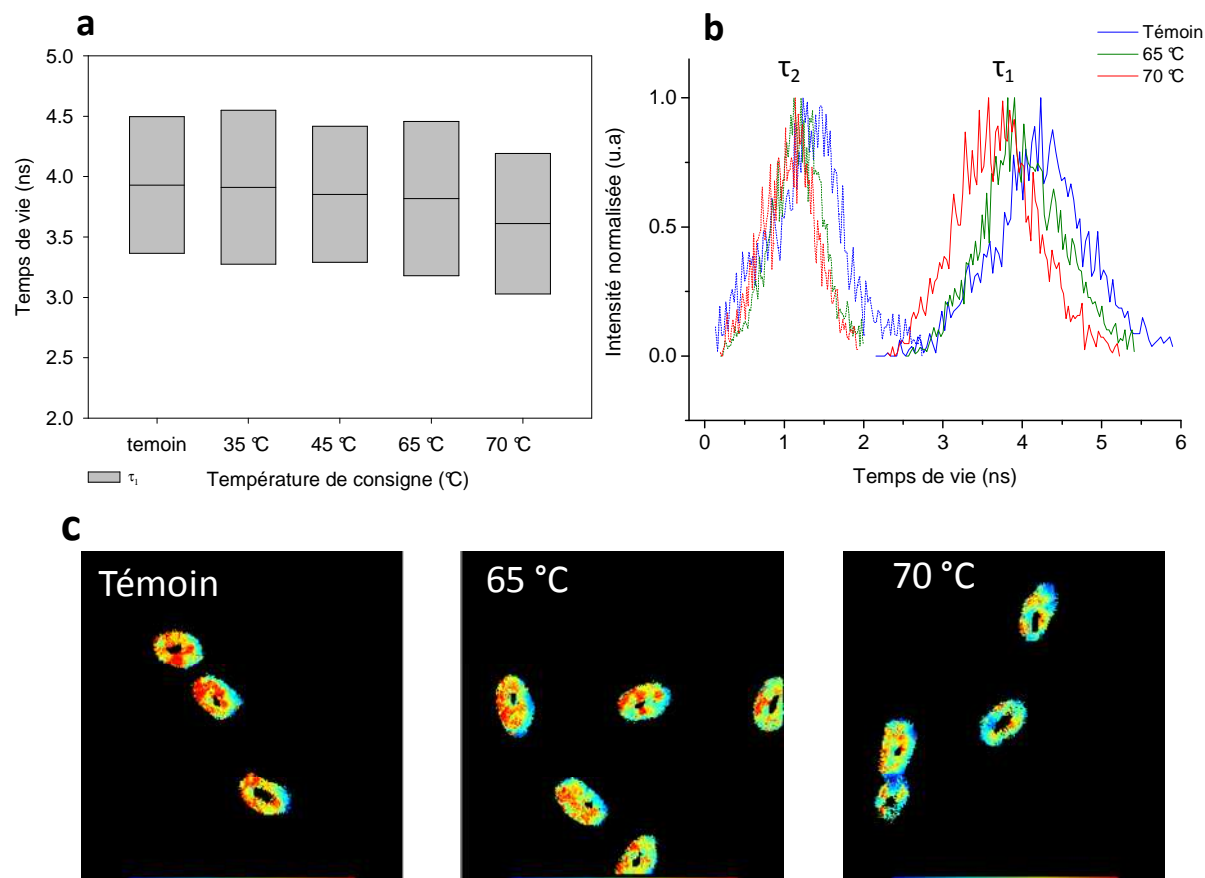 a
5.0
4.5
4.0
3.5
3.0
2.5
2.0
Temps de vie (ns)
temoin 35 °C 45 °C 65 °C 70 °C
τ1 Température de consigne (°C)
b
Témoin
65 °C
70 °C
τ2 τ1
1.0
0.5
0.0
Intensité normalisée (u.a)
0 1 2 3 4 5 6
Temps de vie (ns)
c
Témoin
65 °C
70 °C